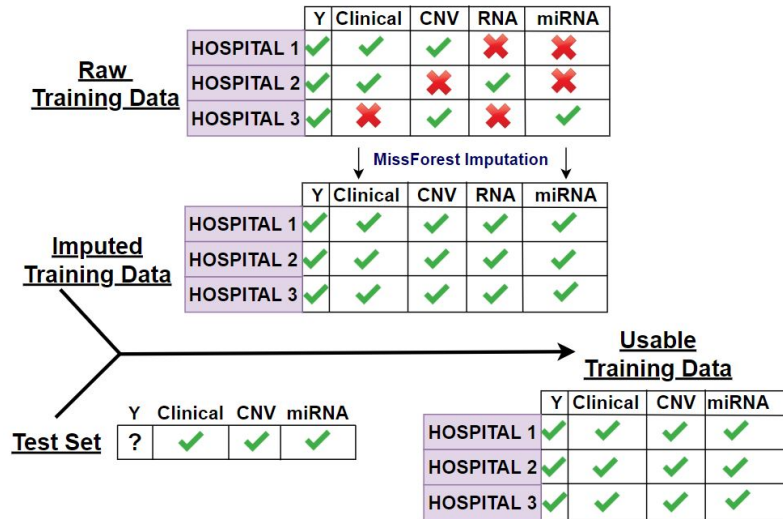 Y Clinical CNV RNA miRNA
HOSPITAL 1
HOSPITAL 2
HOSPITAL 3
Raw
Training Data
MissForest Imputation
Y Clinical CNV RNA miRNA
HOSPITAL 1
HOSPITAL 2
HOSPITAL 3
Imputed
Training Data
Usable
Training Data
Y Clinical CNV miRNA
HOSPITAL 1
HOSPITAL 2
HOSPITAL 3
Test Set
Y Clinical CNV miRNA
?